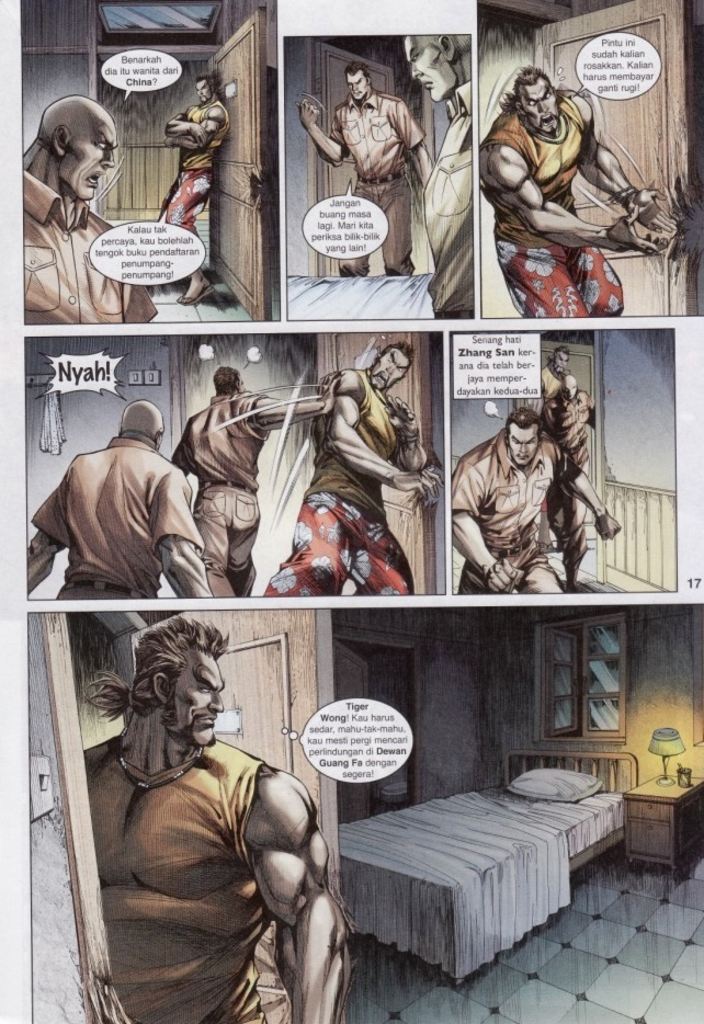 Benarkah
dia itu wanita dari
China?
Kalau tak
percaya, kau bolehlah
tengok buku pendaftaran
penumpang-
penumpang!
Jangan
buang masa
lagi. Mari kita
periksa bilik-bilik
yang lain!
Pintu ini
sudah kalian
rosakkan. Kalian
harus membayar
ganti rugi!
Nyah!
Senang hati
Zhang San ke-
rana dia telah ber-
jaya memper-
dayakan kedua-dua
17
Tiger
Wong! Kau harus
sedar, mahu-tak-mahu,
kau mesti pergi mencari
perlindungan di Dewan
Guang Fa dengan
segera!